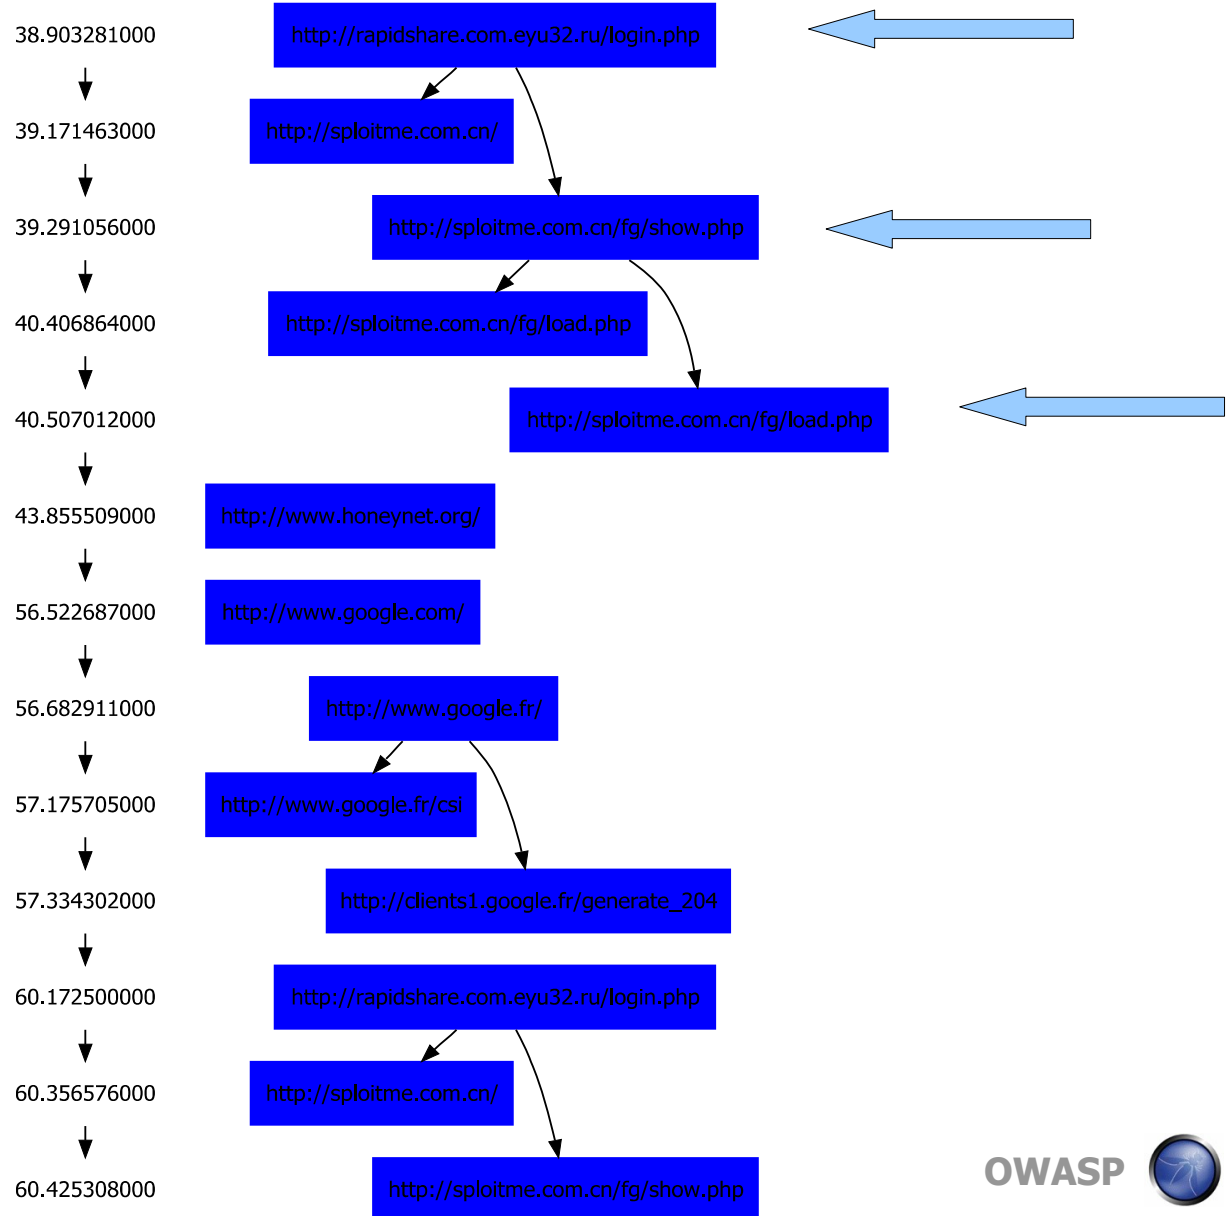 38.903281000 http://rapidshare.com.eyu32.ru/login.php
39.171463000 http://sploitme.com.cn/
39.291056000 http://sploitme.com.cn/fg/show.php
40.406864000 http://sploitme.com.cn/fg/load.php
40.507012000 http://sploitme.com.cn/fg/load.php
43.855509000 http://www.honeynet.org/
56.522687000 http://www.google.com/
56.682911000 http://www.google.fr/
57.175705000 http://www.google.fr/csi
57.334302000 http://clients1.google.fr/generate_204
60.172500000 http://rapidshare.com.eyu32.ru/login.php
60.356576000 http://sploitme.com.cn/
60.425308000 http://sploitme.com.cn/fg/show.php
OWASP